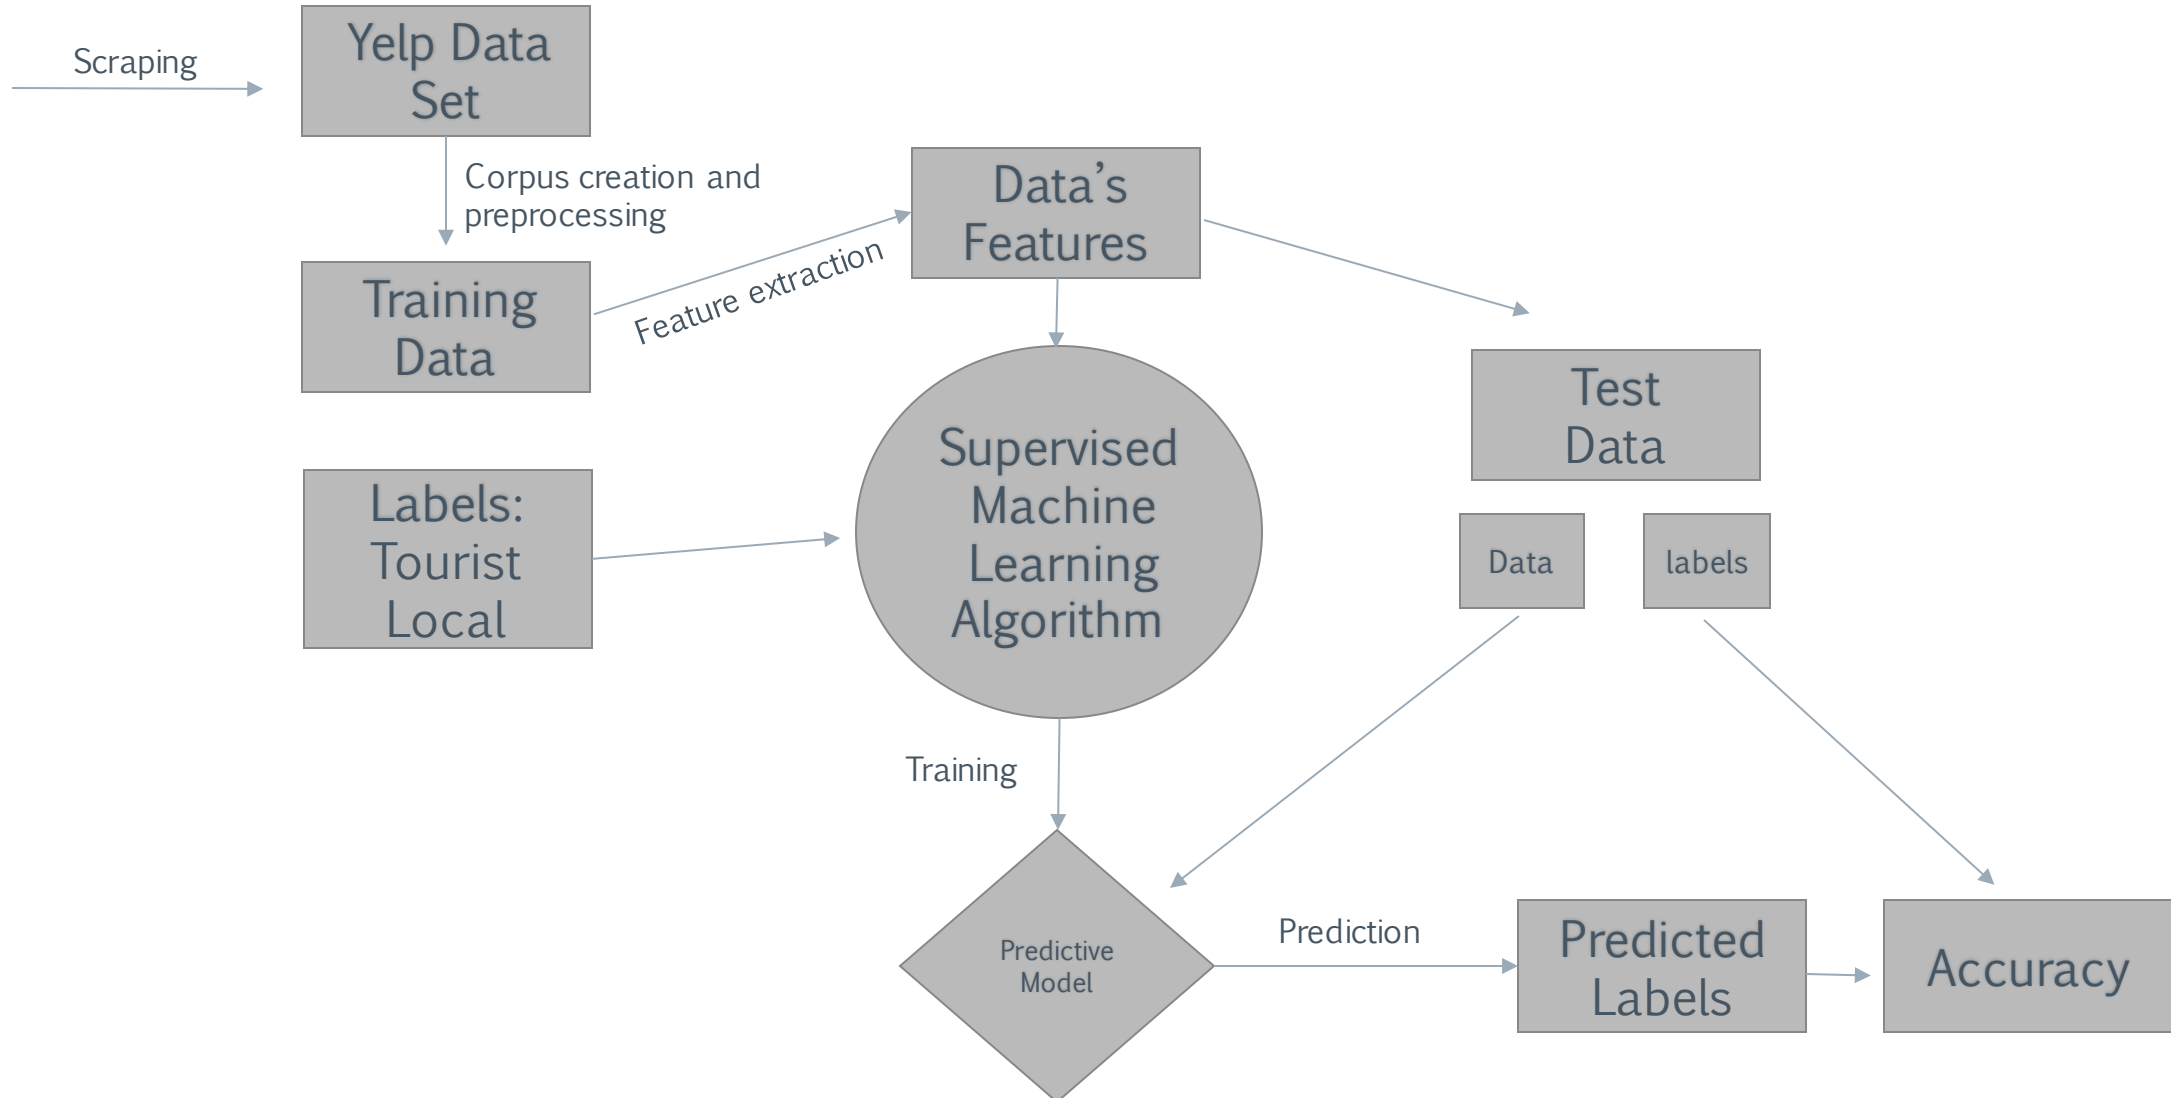 Scraping
Yelp Data
Set
Corpus creation and
preprocessing
Training
Data
Feature extraction
Data’s
Features
Labels:
Tourist
Local
Supervised
Machine
Learning
Algorithm
Test
Data
Data
labels
Training
Predictive
Model
Prediction
Predicted
Labels
Accuracy